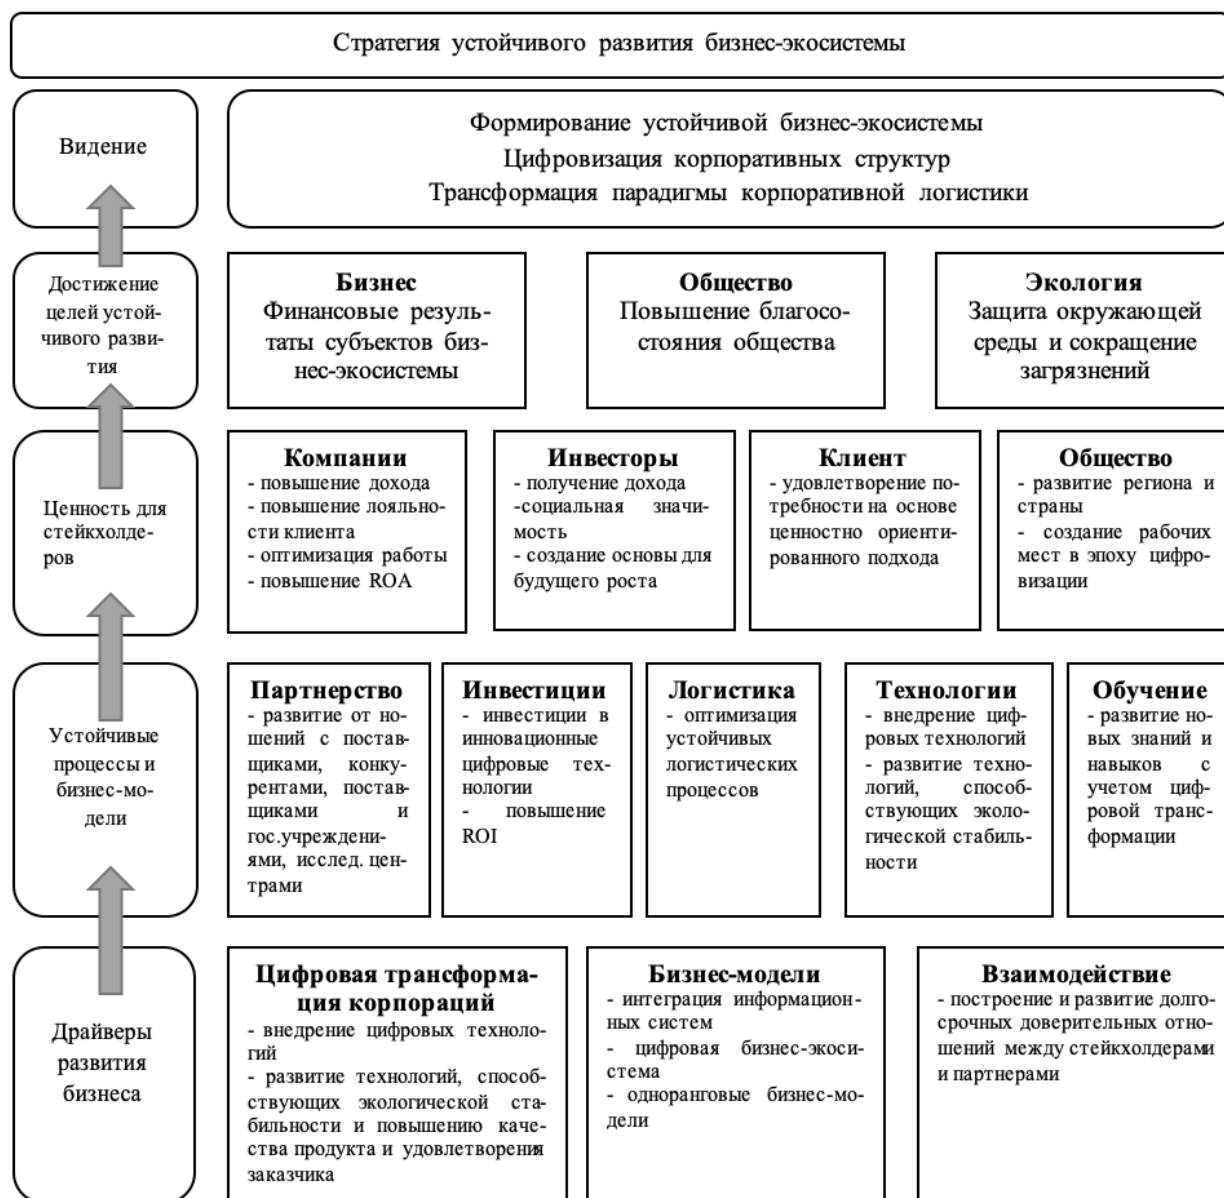 Стратегия устойчивого развития бизнес-экосистемы
Видение
Формирование устойчивой бизнес-экосистемы
Цифровизация корпоративных структур
Трансформация парадигмы корпоративной логистики
Достижение
целей устой-
чивого разви-
тия
Бизнес
Финансовые резуль-
таты субъектов биз-
нес-экосистемы
Общество
Повышение благосо-
стояния общества
Экология
Защита окружающей
среды и сокращение
загрязнений
Ценность для
стейкхолде-
ров
Компании
- повышение дохода
- повышение лояльно-
сти клиента
- оптимизация работы
- повышение ROA
Инвесторы
- получение дохода
-социальная значи-
мость
- создание основы для
будущего роста
Клиент
- удовлетворение по-
требности на основе
ценностно ориенти-
рованного подхода
Общество
- развитие региона и
страны
- создание рабочих
мест в эпоху цифро-
визации
Устойчивые
процессы и
бизнес-мо-
дели
Партнерство
- развитие от но-
шений с постав-
щиками, конку-
рентами, постав-
щиками и
гос.учреждени-
ями, исслед. цен-
трами
Инвестиции
- инвестиции в
инновационные
цифровые тех-
нологии
- повышение
ROI
Логистика
- оптимизация
устойчивых
логистических
процессов
Технологии
- внедрение циф-
ровых технологий
- развитие техно-
логий, способ-
ствующих эколо-
гической стабиль-
ности
Обучение
- развитие но-
вых знаний и
навыков с
учетом циф-
ровой транс-
формации
Драйверы
развития
бизнеса
Цифровая трансформа-
ция корпораций
- внедрение цифровых техноло-
гий
- развитие технологий, способ-
ствующих экологической ста-
бильности и повышению каче-
ства продукта и удовлетворения
заказчика
Бизнес-модели
- интеграция информацион-
ных систем
- цифровая бизнес-экоси-
стема
- одноранговые бизнес-мо-
дели
Взаимодействие
- построение и развитие долго-
срочных доверительных отно-
шений между стейкхолдерами
и партнерами